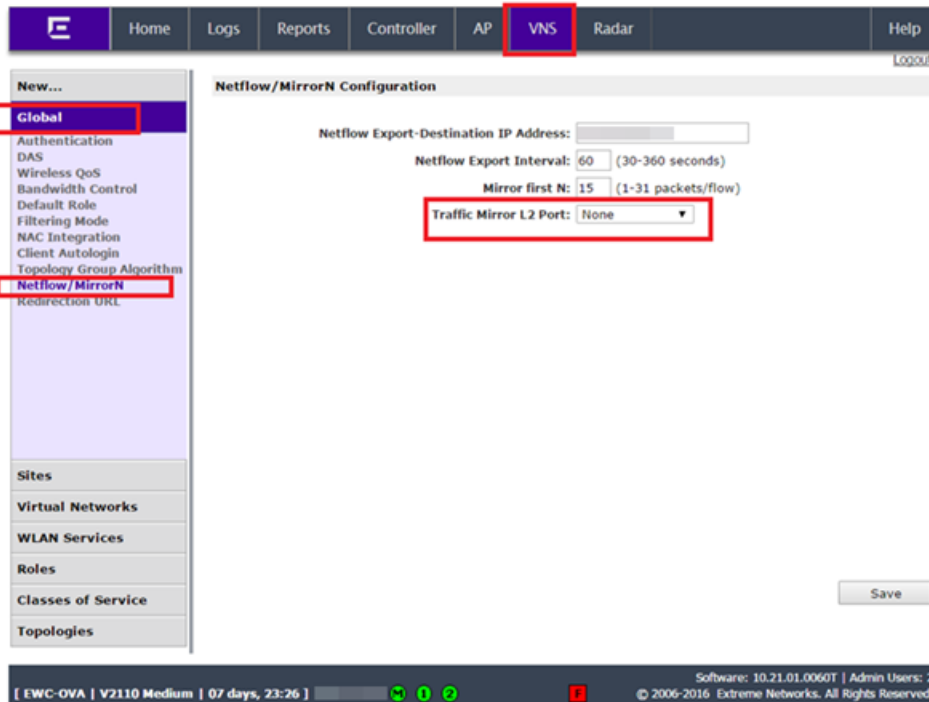 E Home Logs Reports Controller AP VNS Radar Help
Logou
New...
Global
Authentication
DAS
Wireless QoS
Bandwidth Control
Default Role
Filtering Mode
NAC Integration
Client Autologin
Topology Group Algorithm
Netflow/MirrorN
Redirection URL
Sites
Virtual Networks
WLAN Services
Roles
Classes of Service
Topologies
Netflow/MirrorN Configuration
Netflow Export-Destination IP Address:
Netflow Export Interval: 60 (30-360 seconds)
Mirror first N: 15 (1-31 packets/flow)
Traffic Mirror L2 Port: None
Save
[ EWC-OVA | V2110 Medium | 07 days, 23:26 ] M 1 2 F
Software: 10.21.01.0060T | Admin Users:
© 2006-2016 Extreme Networks. All Rights Reserved